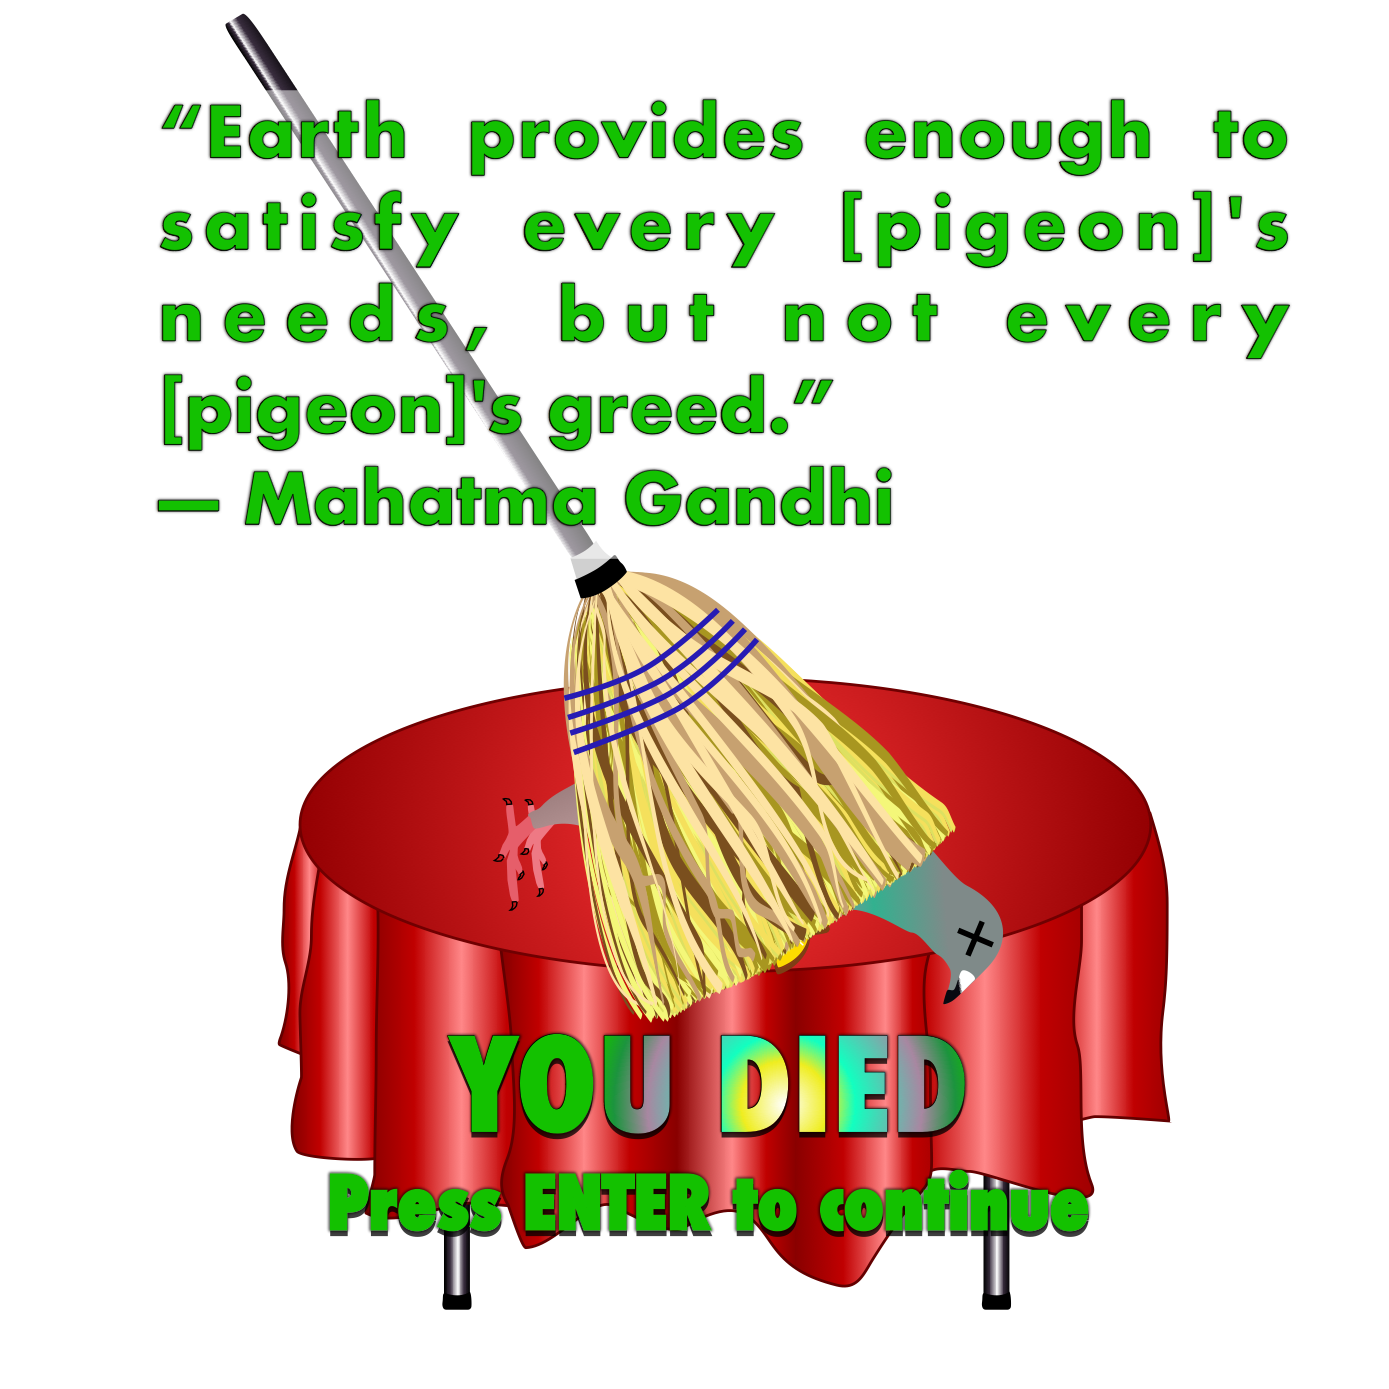 “Earth provides enough to
satisfy every [pigeon]'s
needs, but not every
[pigeon]'s greed.”
— Mahatma Gandhi
YOU DIED
Press ENTER to continue